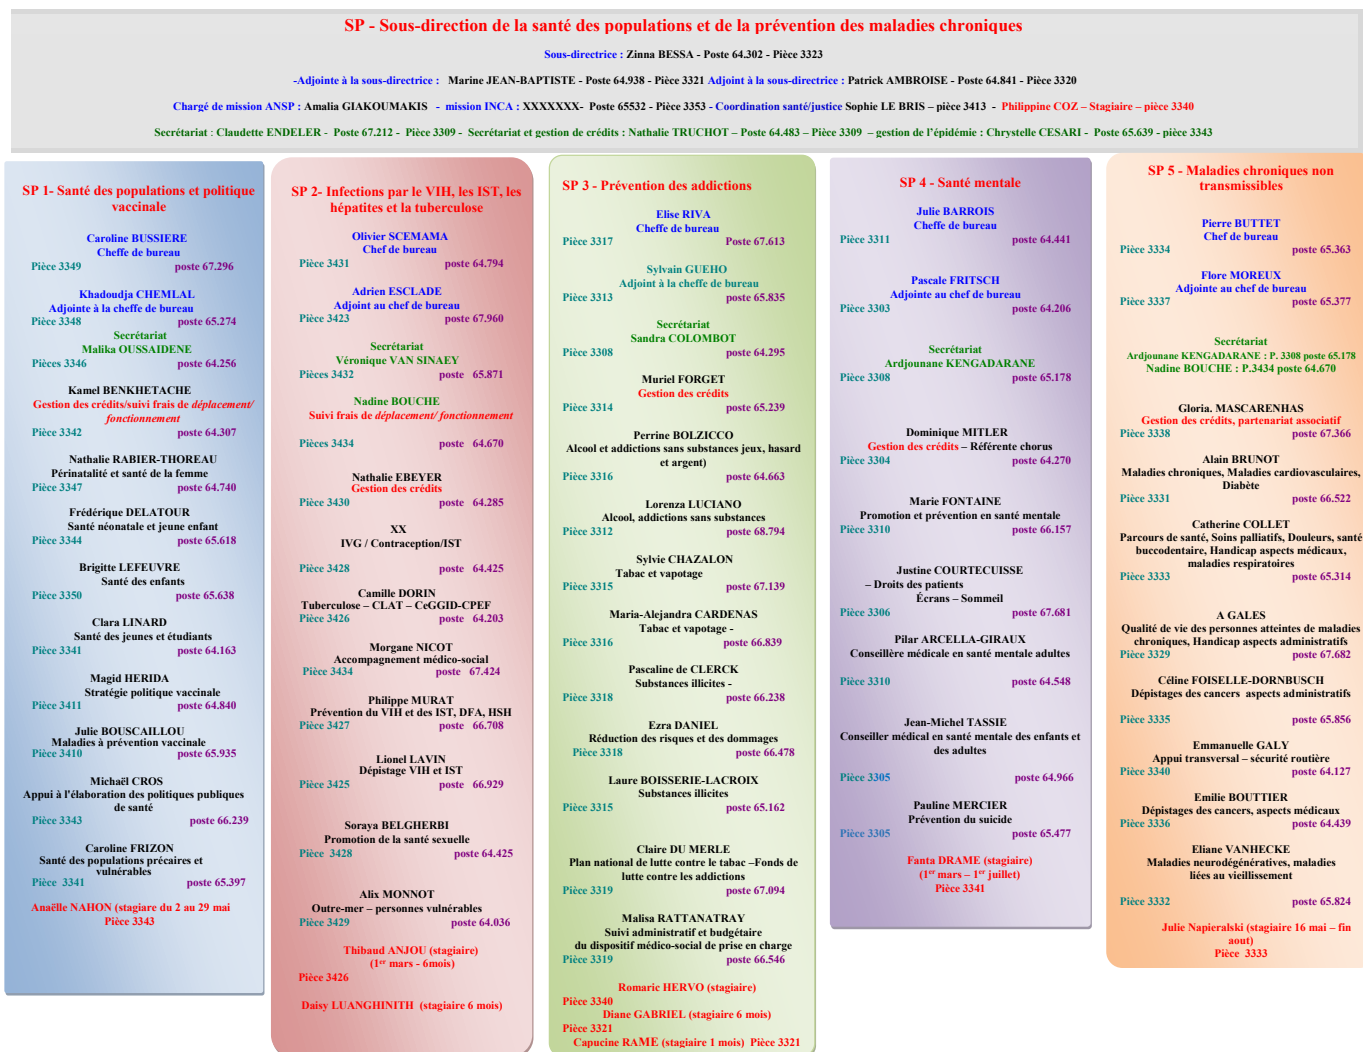 SP - Sous-direction de la santé des populations et de la prévention des maladies chroniques
Sous-directrice : Zinna BESSA - Poste 64.302 - Pièce 3323
-Adjointe à la sous-directrice : Marine JEAN-BAPTISTE - Poste 64.938 - Pièce 3321 Adjoint à la sous-directrice : Patrick AMBROISE - Poste 64.841 - Pièce 3320
Chargé de mission ANSP : Amalia GIAKOUMAKIS - mission INCA : XXXXXXX- Poste 65532 - Pièce 3353 - Coordination santé/justice Sophie LE BRIS – pièce 3413 - Philippine COZ – Stagiaire – pièce 3340
Secrétariat : Claudette ENDELER - Poste 67.212 - Pièce 3309 - Secrétariat et gestion de crédits : Nathalie TRUCHOT – Poste 64.483 – Pièce 3309 – gestion de l'épidémie : Chrystelle CESARI - Poste 65.639 - pièce 3343
SP 1- Santé des populations et politique
vaccinale
Caroline BUSSIERE
Cheffe de bureau
Pièce 3349 poste 67.296
Khadoudja CHEMLAL
Adjointe à la cheffe de bureau
Pièce 3348 poste 65.274
Secrétariat
Malika OUSSAIDENE
Pièces 3346 poste 64.256
Kamel BENKHETACHE
Gestion des crédits/suivi frais de déplacement/
fonctionnement
Pièce 3342 poste 64.307
Nathalie RABIER-THOREAU
Périnatalité et santé de la femme
Pièce 3347 poste 64.740
Frédérique DELATOUR
Santé néonatale et jeune enfant
Pièce 3344 poste 65.618
Brigitte LEFEUVRE
Santé des enfants
Pièce 3350 poste 65.638
Clara LINARD
Santé des jeunes et étudiants
Pièce 3341 poste 64.163
Magid HERIDA
Stratégie politique vaccinale
Pièce 3411 poste 64.840
Julie BOUSCAILLOU
Maladies à prévention vaccinale
Pièce 3410 poste 65.935
Michaël CROS
Appui à l'élaboration des politiques publiques
de santé
Pièce 3343 poste 66.239
Caroline FRIZON
Santé des populations précaires et
vulnérables
Pièce 3341 poste 65.397
Anaëlle NAHON (stagiare du 2 au 29 mai
Pièce 3343
SP 2- Infections par le VIH, les IST, les
hépatites et la tuberculose
Olivier SCEMAMA
Chef de bureau
Pièce 3431 poste 64.794
Adrien ESCLADE
Adjoint au chef de bureau
Pièce 3423 poste 67.960
Secrétariat
Véronique VAN SINAEY
Pièces 3432 poste 65.871
Nadine BOUCHE
Suivi frais de déplacement/ fonctionnement
Pièces 3434 poste 64.670
Nathalie EBEYER
Gestion des crédits
Pièce 3430 poste 64.285
XX
IVG / Contraception/IST
Pièce 3428 poste 64.425
Camille DORIN
Tuberculose – CLAT – CeGGID-CPEF
Pièce 3426 poste 64.203
Morgane NICOT
Accompagnement médico-social
Pièce 3434 poste 67.424
Philippe MURAT
Prévention du VIH et des IST, DFA, HSH
Pièce 3427 poste 66.708
Lionel LAVIN
Dépistage VIH et IST
Pièce 3425 poste 66.929
Soraya BELGHERBI
Promotion de la santé sexuelle
Pièce 3428 poste 64.425
Alix MONNOT
Outre-mer – personnes vulnérables
Pièce 3429 poste 64.036
Thibaud ANJOU (stagiaire)
(1er mars - 6mois)
Pièce 3426
Daisy LUANGHINITH (stagiaire 6 mois)
SP 3 - Prévention des addictions
Elise RIVA
Cheffe de bureau
Pièce 3317 Poste 67.613
Sylvain GUEHO
Adjoint à la cheffe de bureau
Pièce 3313 poste 65.835
Secrétariat
Sandra COLOMBOT
Pièce 3308 poste 64.295
Muriel FORGET
Gestion des crédits
Pièce 3314 poste 65.239
Perrine BOLZICCO
Alcool et addictions sans substances jeux, hasard
et argent)
Pièce 3316 poste 64.663
Lorenza LUCIANO
Alcool, addictions sans substances
Pièce 3312 poste 68.794
Sylvie CHAZALON
Tabac et vapotage
Pièce 3315 poste 67.139
Maria-Alejandra CARDENAS
Tabac et vapotage -
Pièce 3316 poste 66.839
Pascaline de CLERCK
Substances illicites -
Pièce 3318 poste 66.238
Ezra DANIEL
Réduction des risques et des dommages
Pièce 3318 poste 66.478
Laure BOISSERIE-LACROIX
Substances illicites
Pièce 3315 poste 65.162
Claire DU MERLE
Plan national de lutte contre le tabac –Fonds de
lutte contre les addictions
Pièce 3319 poste 67.094
Malisa RATTANATRAY
Suivi administratif et budgétaire
du dispositif médico-social de prise en charge
Pièce 3319 poste 66.546
Romaric HERVO (stagiaire)
Pièce 3340
Diane GABRIEL (stagiaire 6 mois)
Pièce 3321
Capucine RAME (stagiaire 1 mois) Pièce 3321
SP 4 - Santé mentale
Julie BARROIS
Cheffe de bureau
Pièce 3311 poste 64.441
Pascale FRITSCH
Adjointe au chef de bureau
Pièce 3303 poste 64.206
Secrétariat
Ardjounane KENGADARANE
Pièce 3308 poste 65.178
Dominique MITLER
Gestion des crédits – Référente chorus
Pièce 3304 poste 64.270
Marie FONTAINE
Promotion et prévention en santé mentale
Pièce 3310 poste 66.157
Justine COURTECUISSE
– Droits des patients
Écrans – Sommeil
Pièce 3306 poste 67.681
Pilar ARCELLA-GIRAUX
Conseillère médicale en santé mentale adultes
Pièce 3310 poste 64.548
Jean-Michel TASSIE
Conseiller médical en santé mentale des enfants et
des adultes
Pièce 3305 poste 64.966
Pauline MERCIER
Prévention du suicide
Pièce 3305 poste 65.477
Fanta DRAME (stagiaire)
(1er mars – 1er juillet)
Pièce 3341
SP 5 - Maladies chroniques non
transmissibles
Pierre BUTTET
Chef de bureau
Pièce 3334 poste 65.363
Flore MOREUX
Adjointe au chef de bureau
Pièce 3337 poste 65.377
Secrétariat
Ardjounane KENGADARANE : P. 3308 poste 65.178
Nadine BOUCHE : P.3434 poste 64.670
Gloria. MASCARENHAS
Gestion des crédits, partenariat associatif
Pièce 3338 poste 67.366
Alain BRUNOT
Maladies chroniques, Maladies cardiovasculaires,
Diabète
Pièce 3331 poste 66.522
Catherine COLLET
Parcours de santé, Soins palliatifs, Douleurs, santé
buccodentaire, Handicap aspects médicaux,
maladies respiratoires
Pièce 3333 poste 65.314
A GALES
Qualité de vie des personnes atteintes de maladies
chroniques, Handicap aspects administratifs
Pièce 3329 poste 67.682
Céline FOISELLE-DORNBUSCH
Dépistages des cancers aspects administratifs
Pièce 3335 poste 65.856
Emmanuelle GALY
Appui transversal – sécurité routière
Pièce 3340 poste 64.127
Emilie BOUTTIER
Dépistages des cancers, aspects médicaux
Pièce 3336 poste 64.439
Eliane VANHECKE
Maladies neurodégénératives, maladies
liées au vieillissement
Pièce 3332 poste 65.824
Julie Napieralski (stagiaire 16 mai – fin
aout)
Pièce 3333